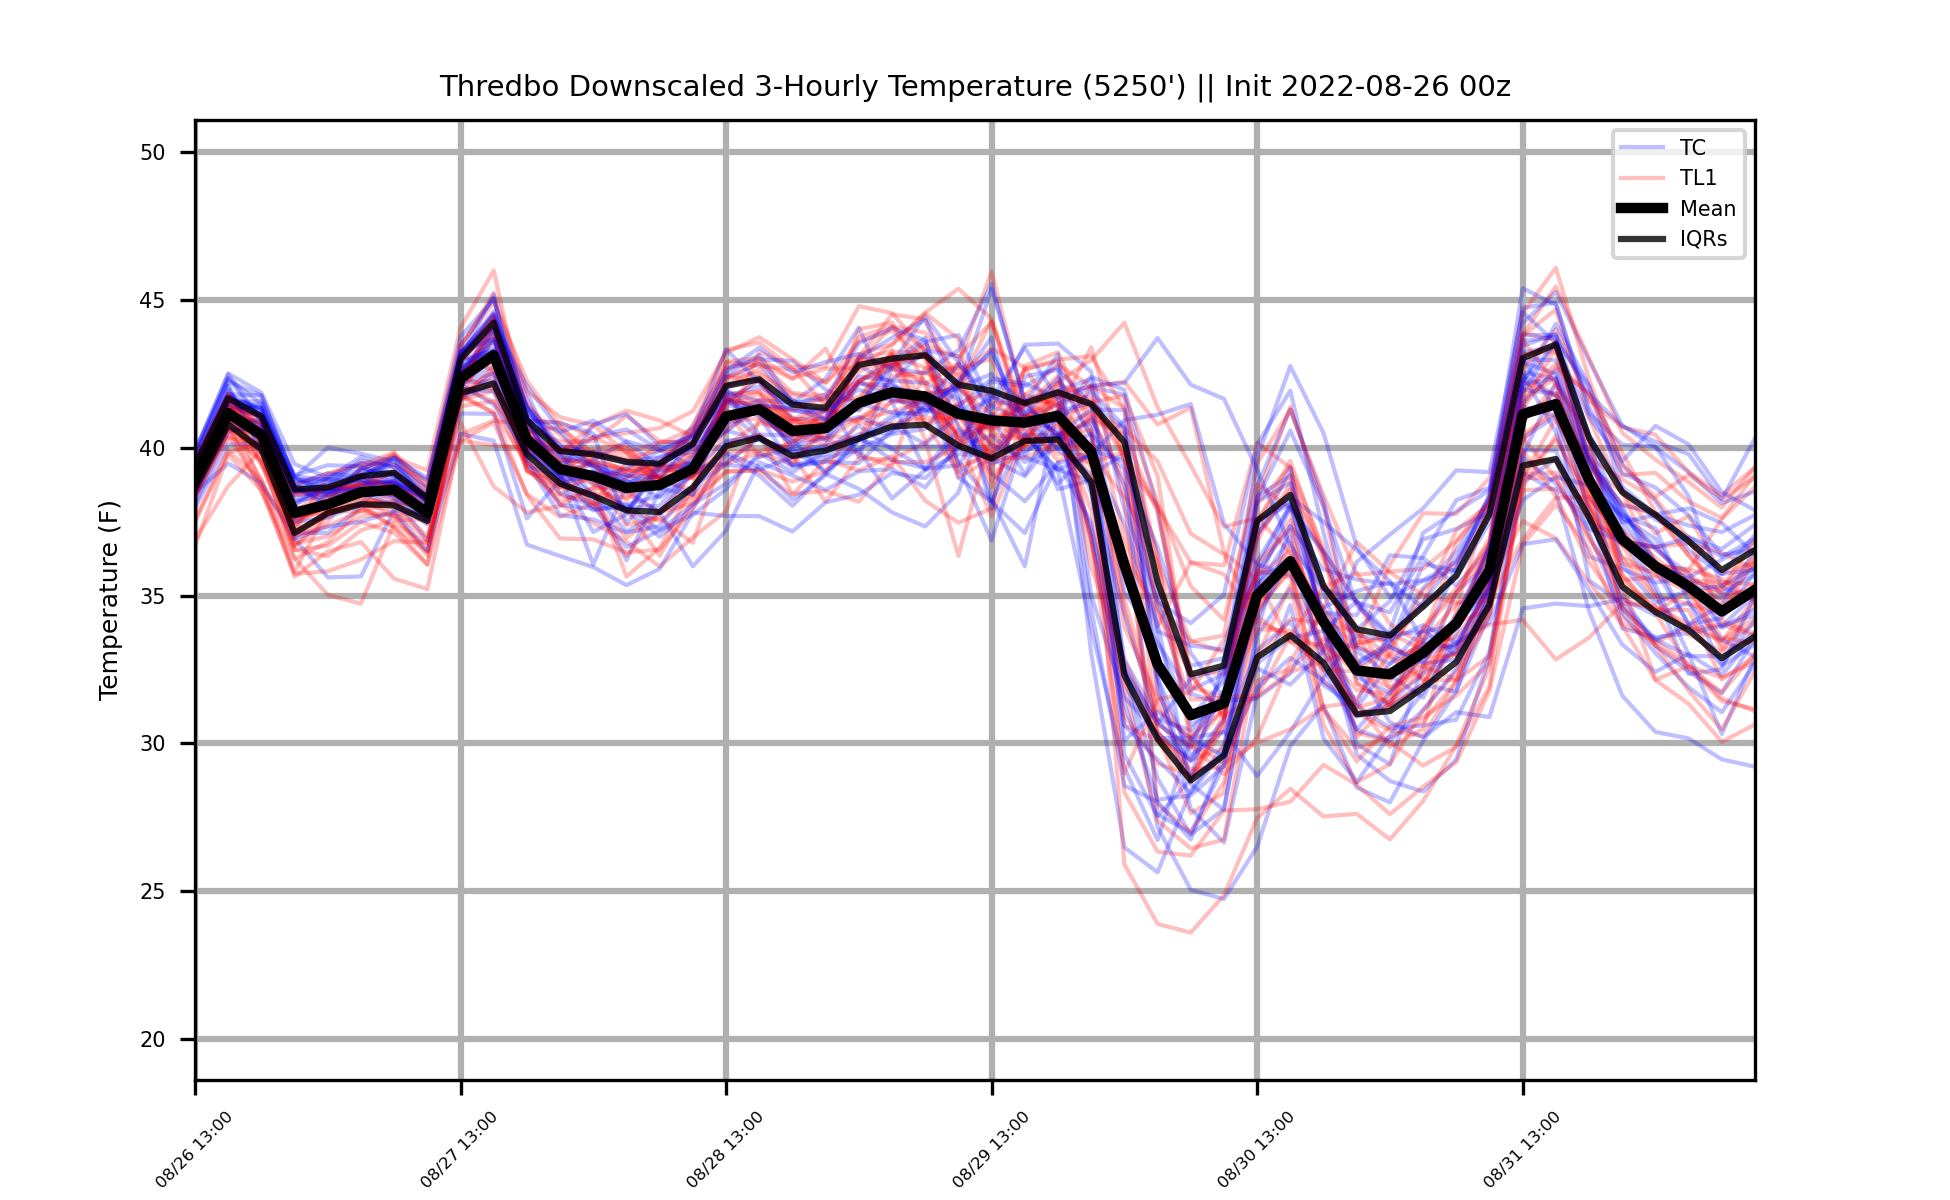 Thredbo Downscaled 3-Hourly Temperature (5250') || Init 2022-08-26 00z
TC
TL1
Mean
IQRs
Temperature (F)
50
45
40
35
30
25
20
08/26 13:00
08/27 13:00
08/28 13:00
08/29 13:00
08/30 13:00
08/31 13:00